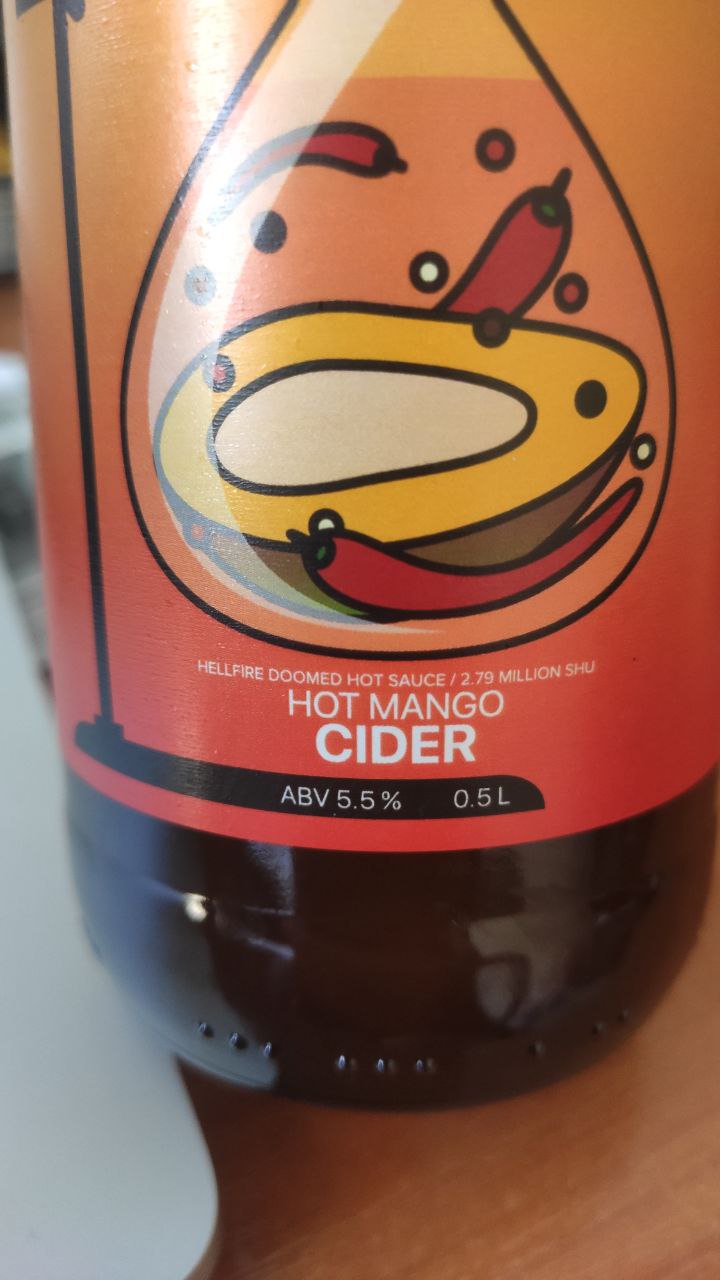 HELLFIRE DOOMED HOT SAUCE / 2.79 MILLION SHU
HOT MANGO
CIDER
ABV 5.5% 0.5 L